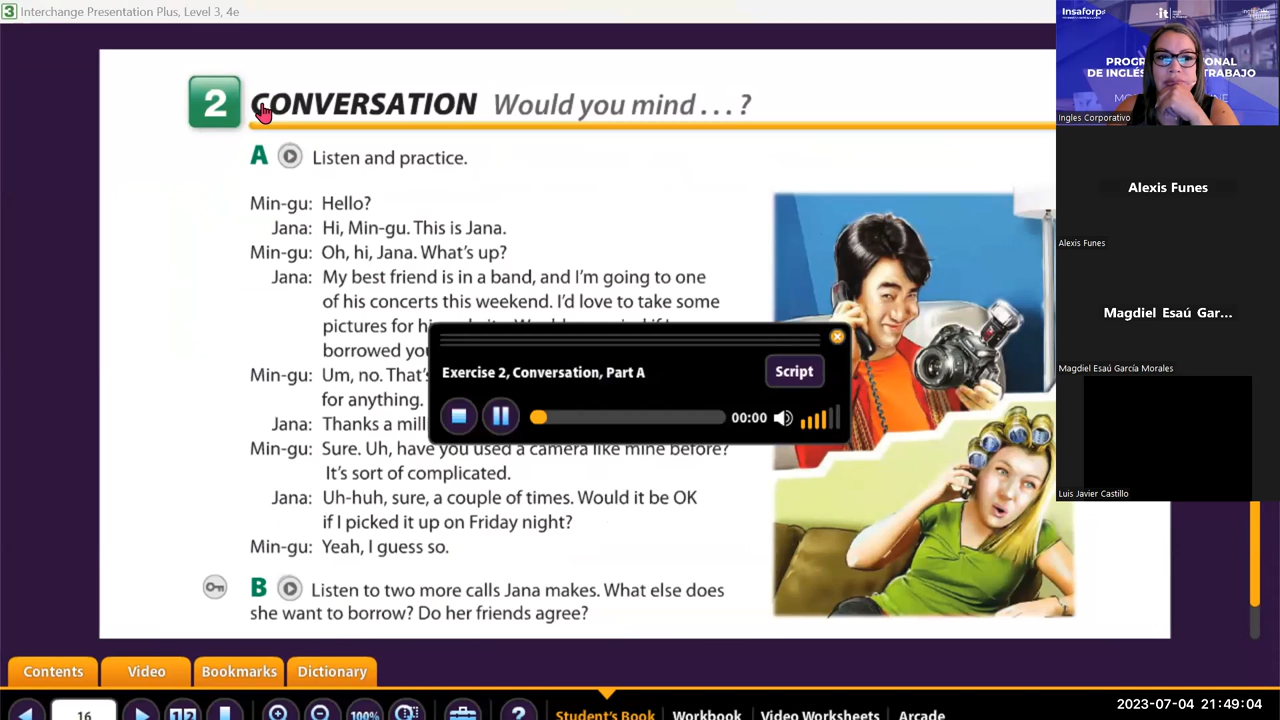 Interchange Presentation Plus, Level 3, 4e
2 CONVERSATION Would you mind . . . ?
A Listen and practice.
Min-gu: Hello?
Jana: Hi, Min-gu. This is Jana.
Min-gu: Oh, hi, Jana. What's up?
Jana: My best friend is in a band, and I'm going to one
of his concerts this weekend. I'd love to take some
pictures for
borrowed
Min-gu: Um, no. That's
for anything.
Jana: Thanks a mill
Min-gu: Sure. Uh, have you used a camera like mine before?
It's sort of complicated.
Jana: Uh-huh, sure, a couple of times. Would it be OK
if I picked it up on Friday night?
Min-gu: Yeah, I guess so.
B Listen to two more calls Jana makes. What else does
she want to borrow? Do her friends agree?
Exercise 2, Conversation, Part A
Script
00:00
Insaforp
·it
PROGR ONAL
DE INGLÉS TRABAJO
Ingles Corporativo
Alexis Funes
Alexis Funes
Magdiel Esaú Gar...
Magdiel Esaú García Morales
Luis Javier Castillo
Contents Video Bookmarks Dictionary
16 1 2 100% ? Student's Book Workbook Video Worksheets Arcade
2023-07-04 21:49:04